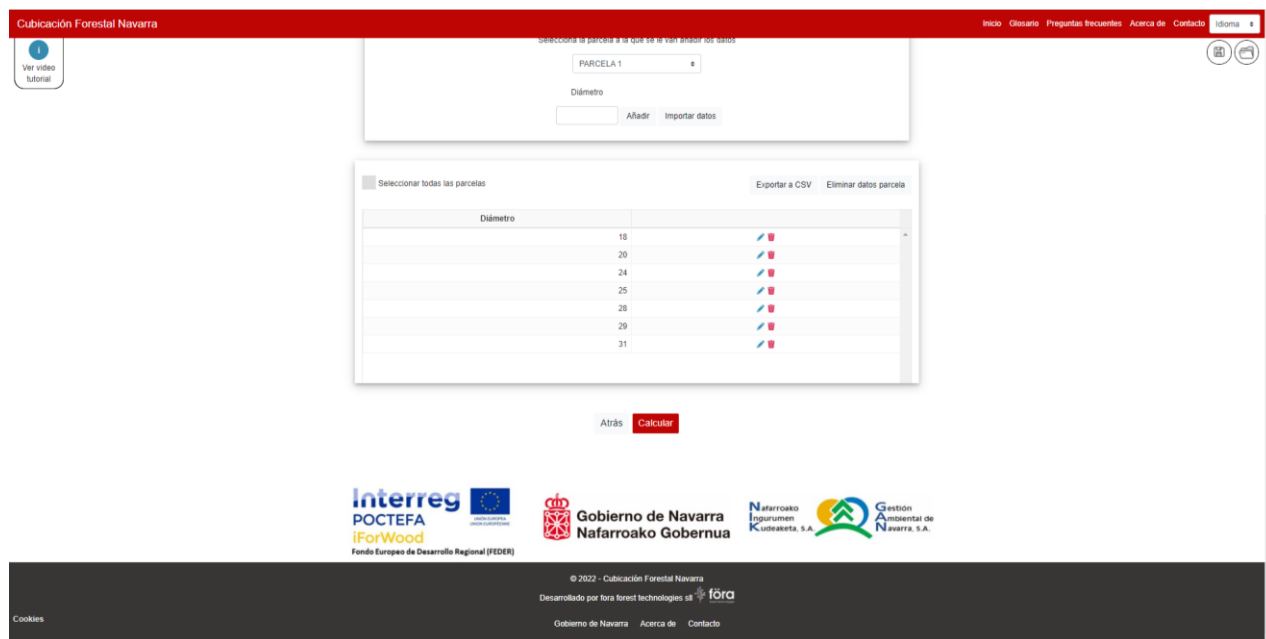 Cubicación Forestal Navarra
Inicio Glosario Preguntas frecuentes Acerca de Contacto Idioma
Ver video
tutorial
Selecciona la parcela a la que se le van añadir los datos
PARCELA 1
Diámetro
Añadir Importar datos
Seleccionar todas las parcelas
Exportar a CSV Eliminar datos parcela
Diámetro
18
20
24
25
28
29
31
Atrás Calcular
Interreg
POCTEFA
UNIÓN EUROPEA
UNION EUROPÉENNE
iForWood
Fondo Europeo de Desarrollo Regional (FEDER)
Gobierno de Navarra
Nafarroako Gobernua
Nafarroako
Ingurumen
Kudeaketa, S.A.
Gestión
Ambiental de
Navarra, S.A.
© 2022 - Cubicación Forestal Navarra
Desarrollado por fora forest technologies sll föra
Cookies
Gobierno de Navarra Acerca de Contacto